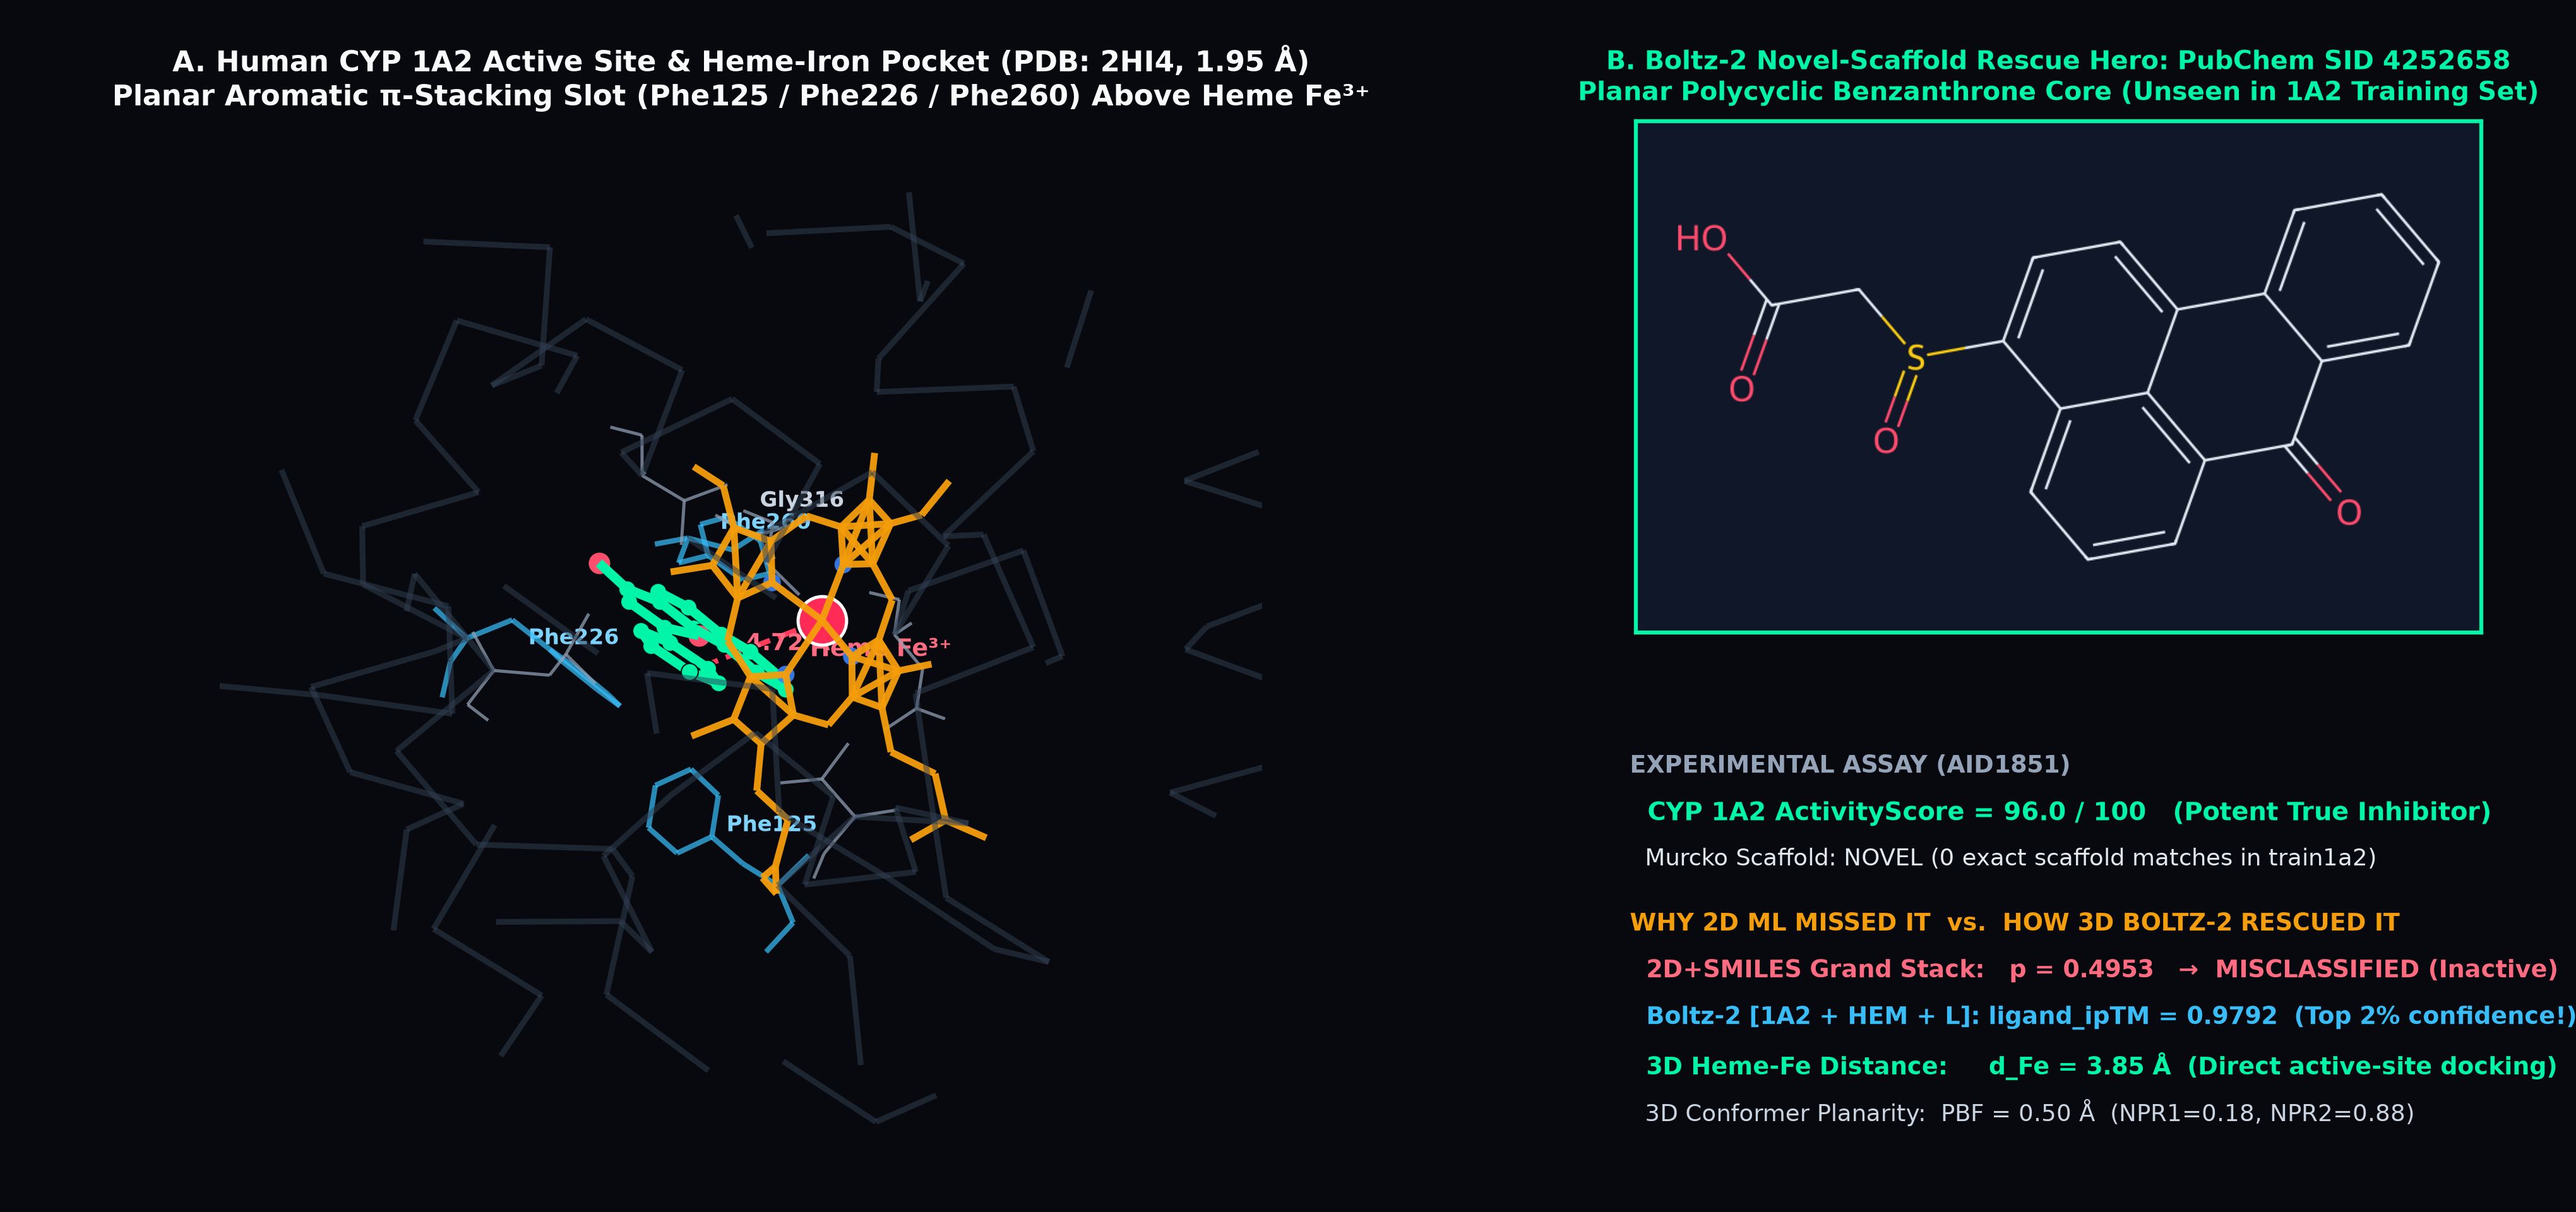 A. Human CYP 1A2 Active Site & Heme-Iron Pocket (PDB: 2HI4, 1.95 Å)
Planar Aromatic π-Stacking Slot (Phe125 / Phe226 / Phe260) Above Heme Fe³⁺
Gly316
Phe260
Phe226
4.72
Heme Fe³⁺
Phe125
B. Boltz-2 Novel-Scaffold Rescue Hero: PubChem SID 4252658
Planar Polycyclic Benzanthrone Core (Unseen in 1A2 Training Set)
HO
O
S
O
O
EXPERIMENTAL ASSAY (AID1851)
CYP 1A2 ActivityScore = 96.0 / 100 (Potent True Inhibitor)
Murcko Scaffold: NOVEL (0 exact scaffold matches in train1a2)
WHY 2D ML MISSED IT vs. HOW 3D BOLTZ-2 RESCUED IT
2D+SMILES Grand Stack: p = 0.4953 → MISCLASSIFIED (Inactive)
Boltz-2 [1A2 + HEM + L]: ligand_ipTM = 0.9792 (Top 2% confidence!)
3D Heme-Fe Distance: d_Fe = 3.85 Å (Direct active-site docking)
3D Conformer Planarity: PBF = 0.50 Å (NPR1=0.18, NPR2=0.88)